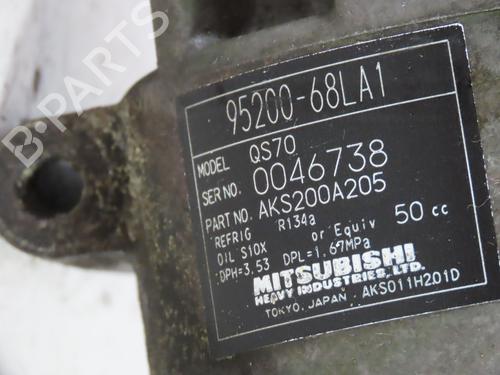 95200-68LA1
MODEL QS70
SER NO. 0046738
PART NO. AKS200A205
REFRIG R134a
OIL S10X or Equiv 50 cc
DPH=3.53 DPL=1.67MPa
MITSUBISHI
HEAVY INDUSTRIES, LTD.
TOKYO, JAPAN AKS011H201D